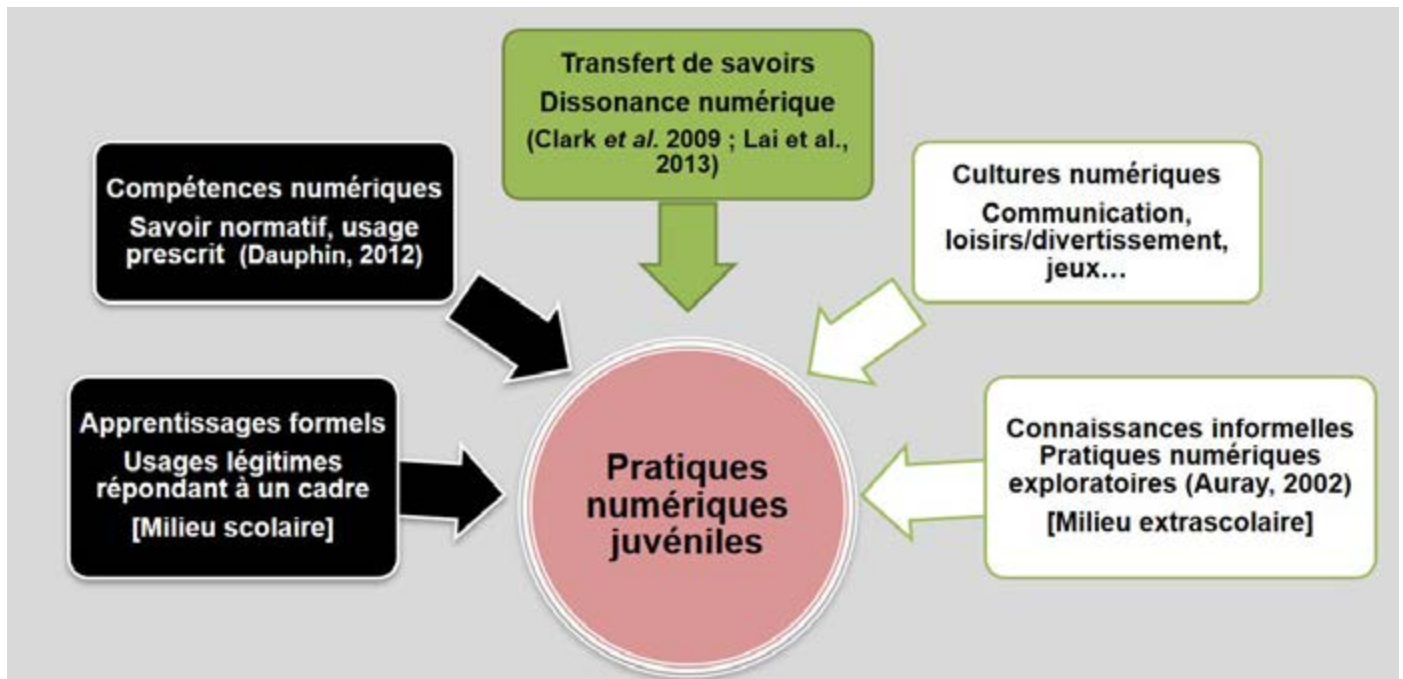 Transfert de savoirs
Dissonance numérique
(Clark et al. 2009 ; Lai et al.,
2013)
Compétences numériques
Savoir normatif, usage
prescrit (Dauphin, 2012)
Cultures numériques
Communication,
loisirs/divertissement,
jeux…
Apprentissages formels
Usages légitimes
répondant à un cadre
[Milieu scolaire]
Pratiques
numériques
juvéniles
Connaissances informelles
Pratiques numériques
exploratoires (Auray, 2002)
[Milieu extrascolaire]